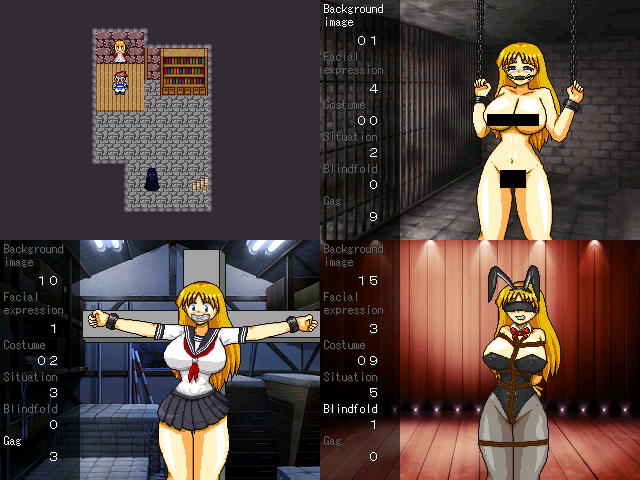 Background
image
01
Facial
expression
4
Costume
00
Situation
2
Blindfold
0
Gag
9
Background
image
10
Facial
expression
1
Costume
02
Situation
3
Blindfold
0
Gag
3
Background
image
15
Facial
expression
3
Costume
09
Situation
5
Blindfold
1
Gag
0